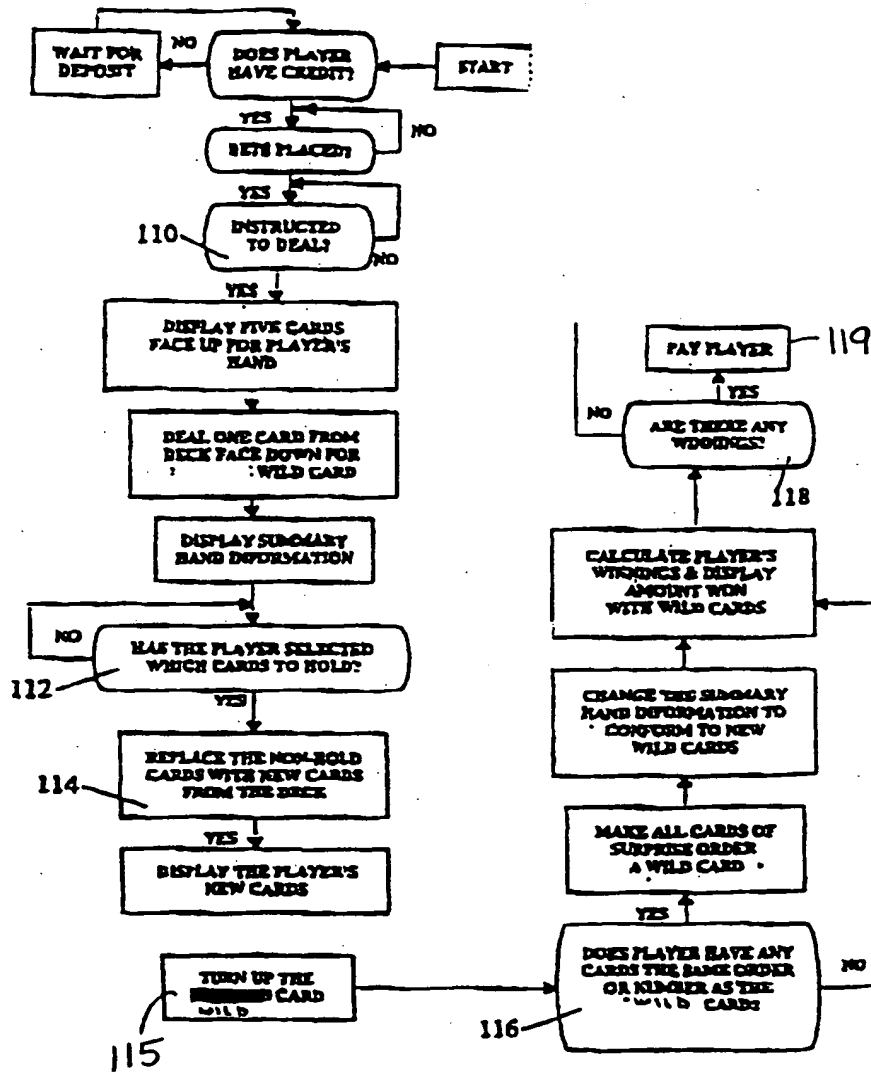 START
DOES PLAYER
HAVE CREDIT?
NO
WAIT FOR
DEPOSIT
YES
NO
BETS PLACED?
YES
110
INSTRUCTED
TO DEAL?
NO
YES
DISPLAY FIVE CARDS
FACE UP FOR PLAYER'S
HAND
DEAL ONE CARD FROM
DECK FACE DOWN FOR
WILD CARD
DISPLAY SUMMARY
HAND INFORMATION
NO
HAS THE PLAYER SELECTED
WHICH CARDS TO HOLD?
112
YES
REPLACE THE NON-HOLD
CARDS WITH NEW CARDS
FROM THE DECK
114
YES
DISPLAY THE PLAYER'S
NEW CARDS
TURN UP THE
CARD
WILD
115
DOES PLAYER HAVE ANY
CARDS THE SAME ORDER
OR NUMBER AS THE
WILD CARD?
116
NO
YES
MAKE ALL CARDS OF
SURPRISE ORDER
A WILD CARD
CHANGE THE SUMMARY
HAND INFORMATION TO
CONFORM TO NEW
WILD CARDS
CALCULATE PLAYER'S
WINNINGS & DISPLAY
AMOUNT WON
WITH WILD CARDS
ARE THERE ANY
WINNINGS?
118
NO
YES
PAY PLAYER
119